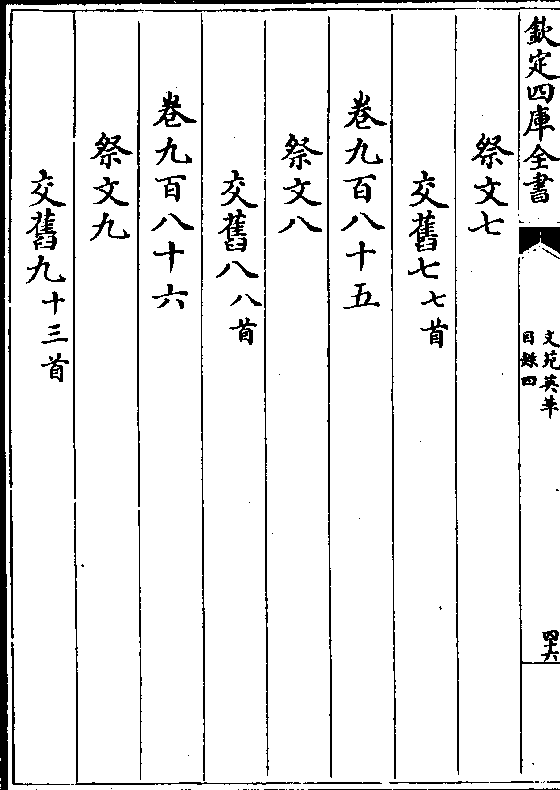 欽定四庫全書
文苑英華
目錄四
四十六
祭文七
交舊七七首
卷九百八十五
祭文八
交舊八八首
卷九百八十六
祭文九
交舊九十三首